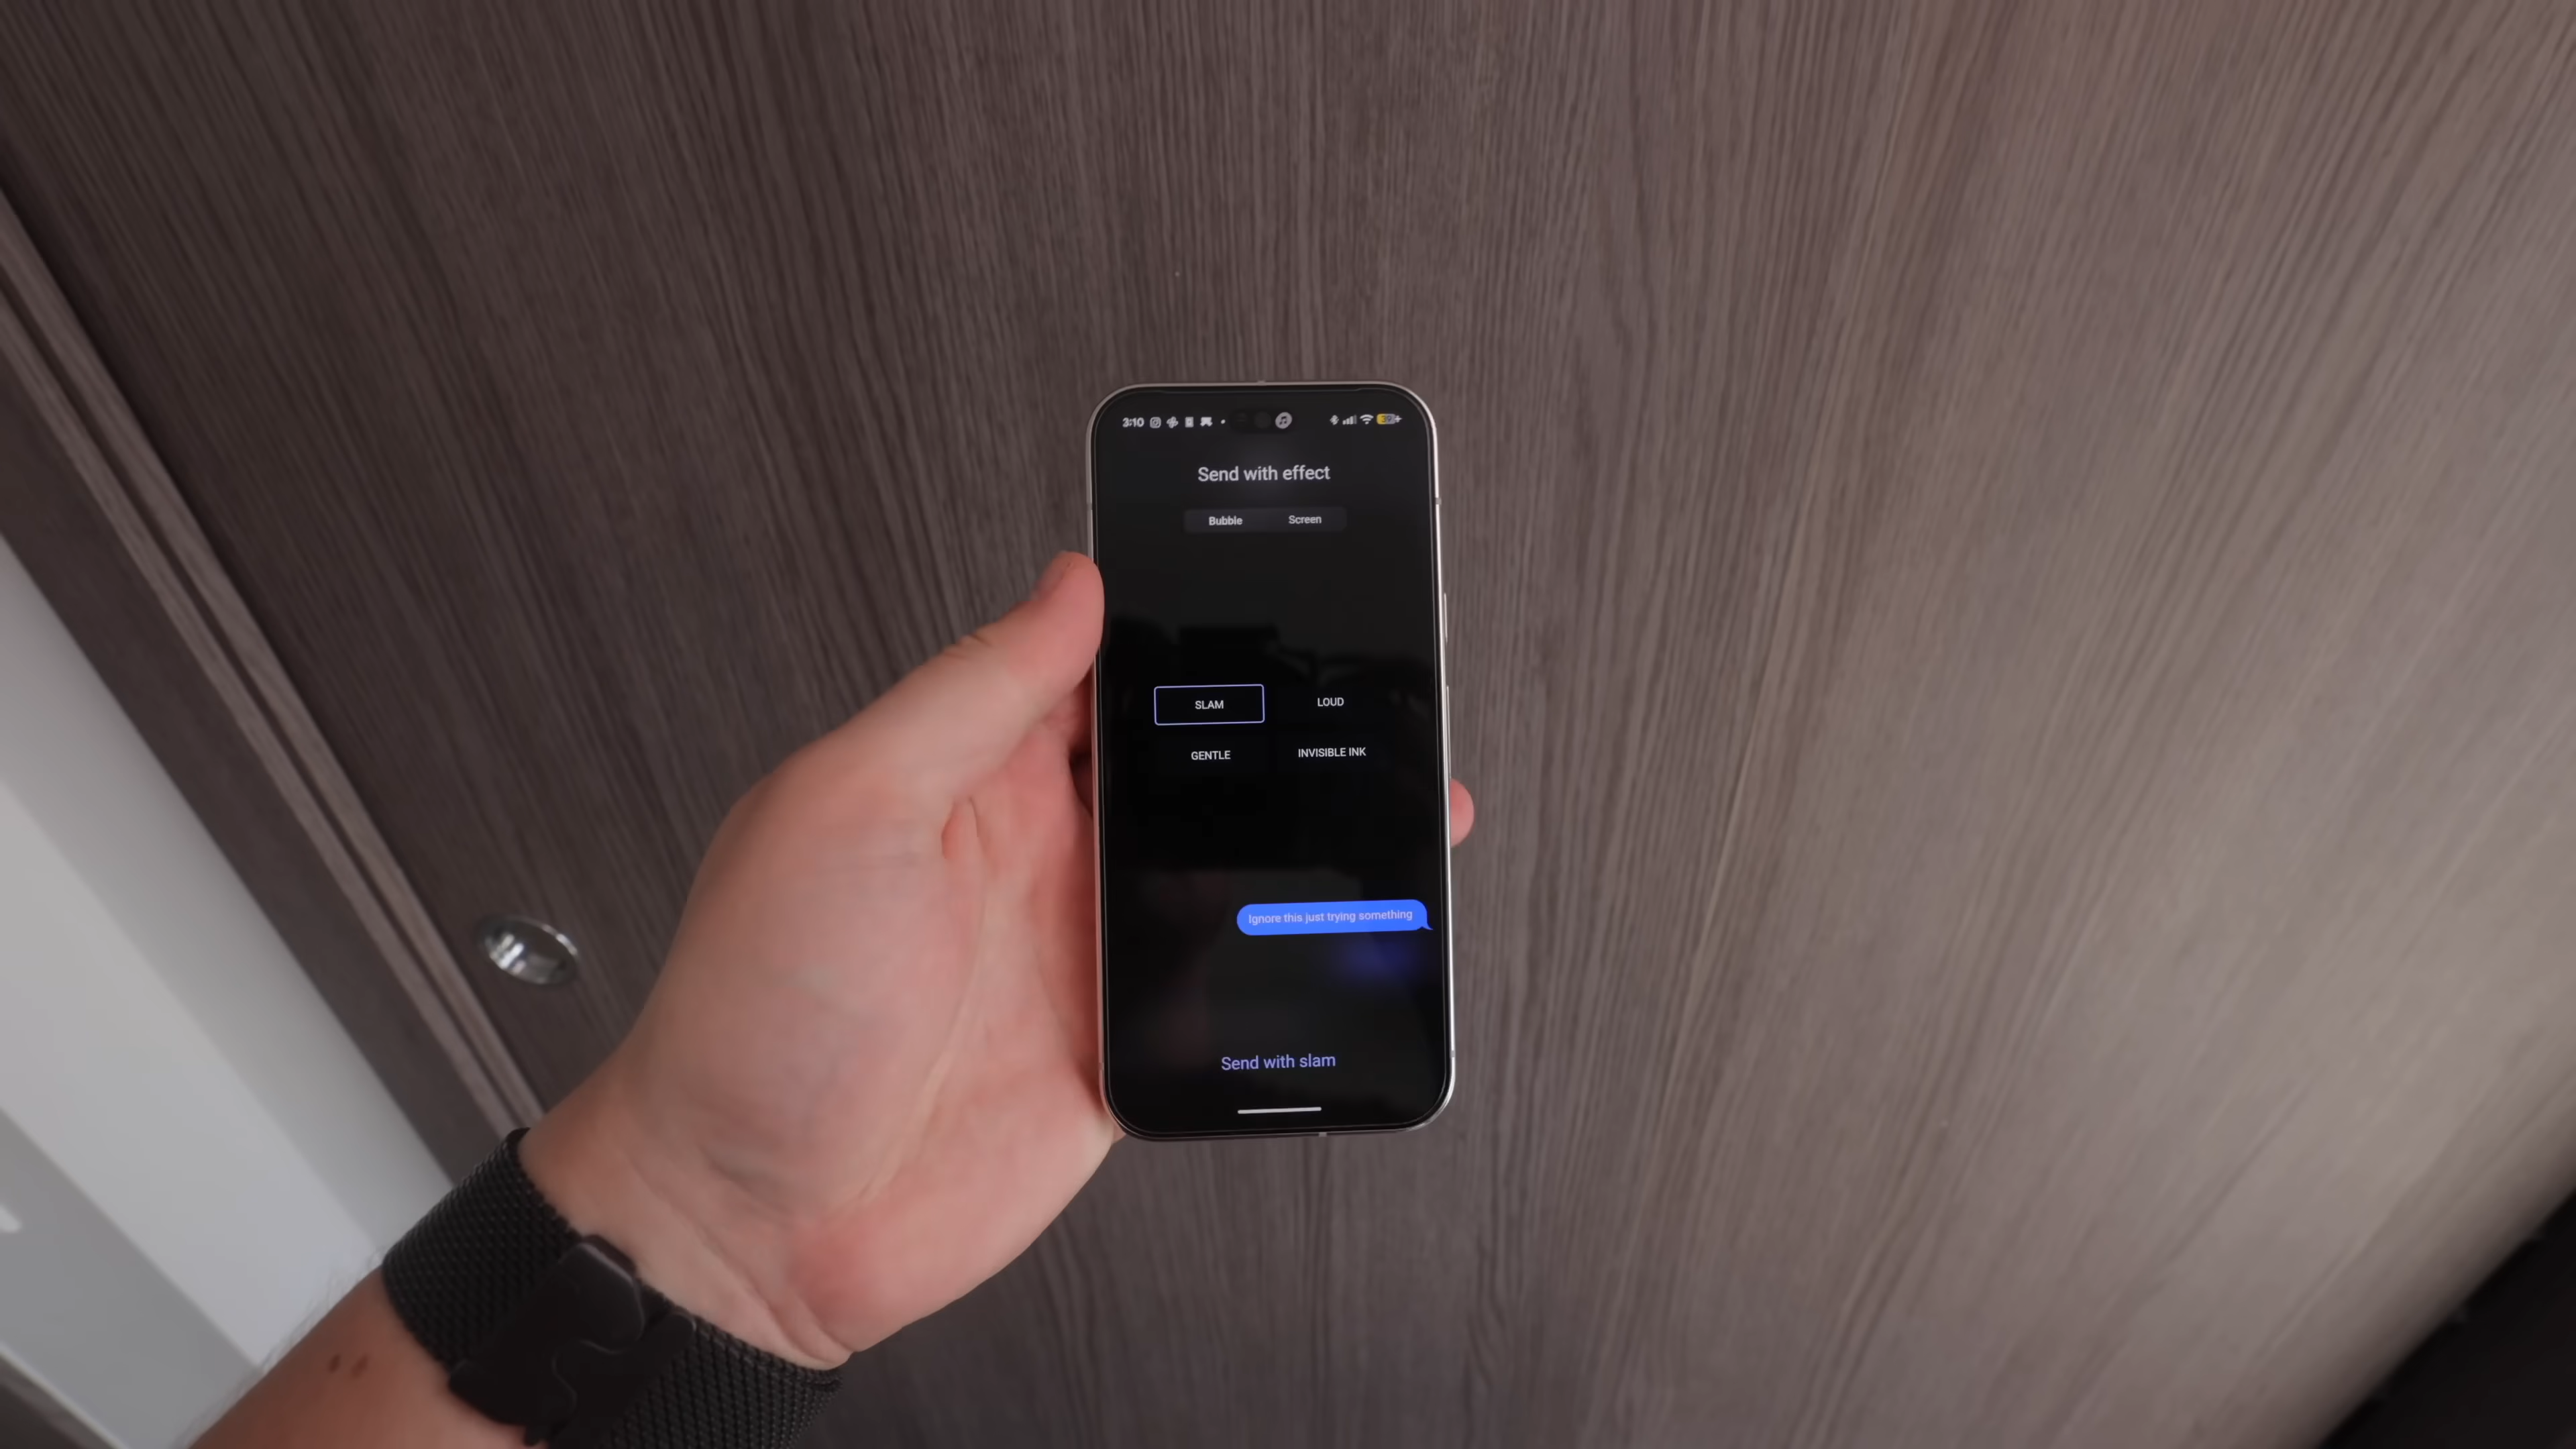 3:10
Send with effect
Bubble Screen
SLAM LOUD
GENTLE INVISIBLE INK
Ignore this just trying something
Send with slam